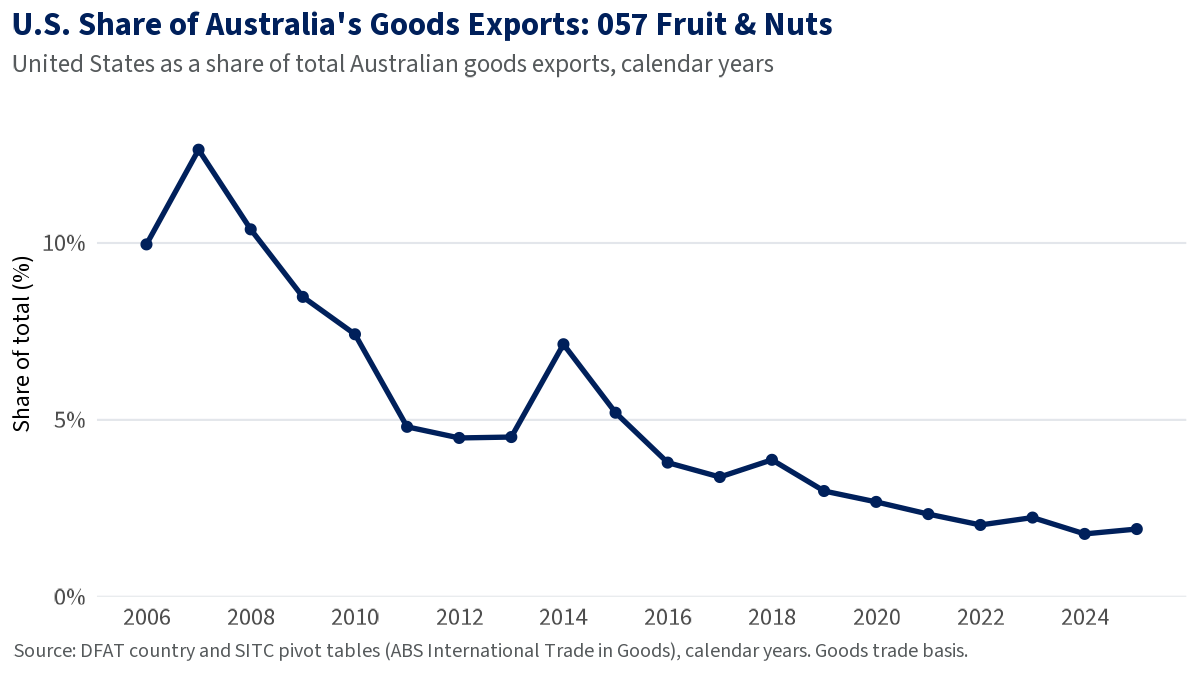 U.S. Share of Australia's Goods Exports: 057 Fruit & Nuts
United States as a share of total Australian goods exports, calendar years
Share of total (%)
10%
5%
0%
2006 2008 2010 2012 2014 2016 2018 2020 2022 2024
Source: DFAT country and SITC pivot tables (ABS International Trade in Goods), calendar years. Goods trade basis.